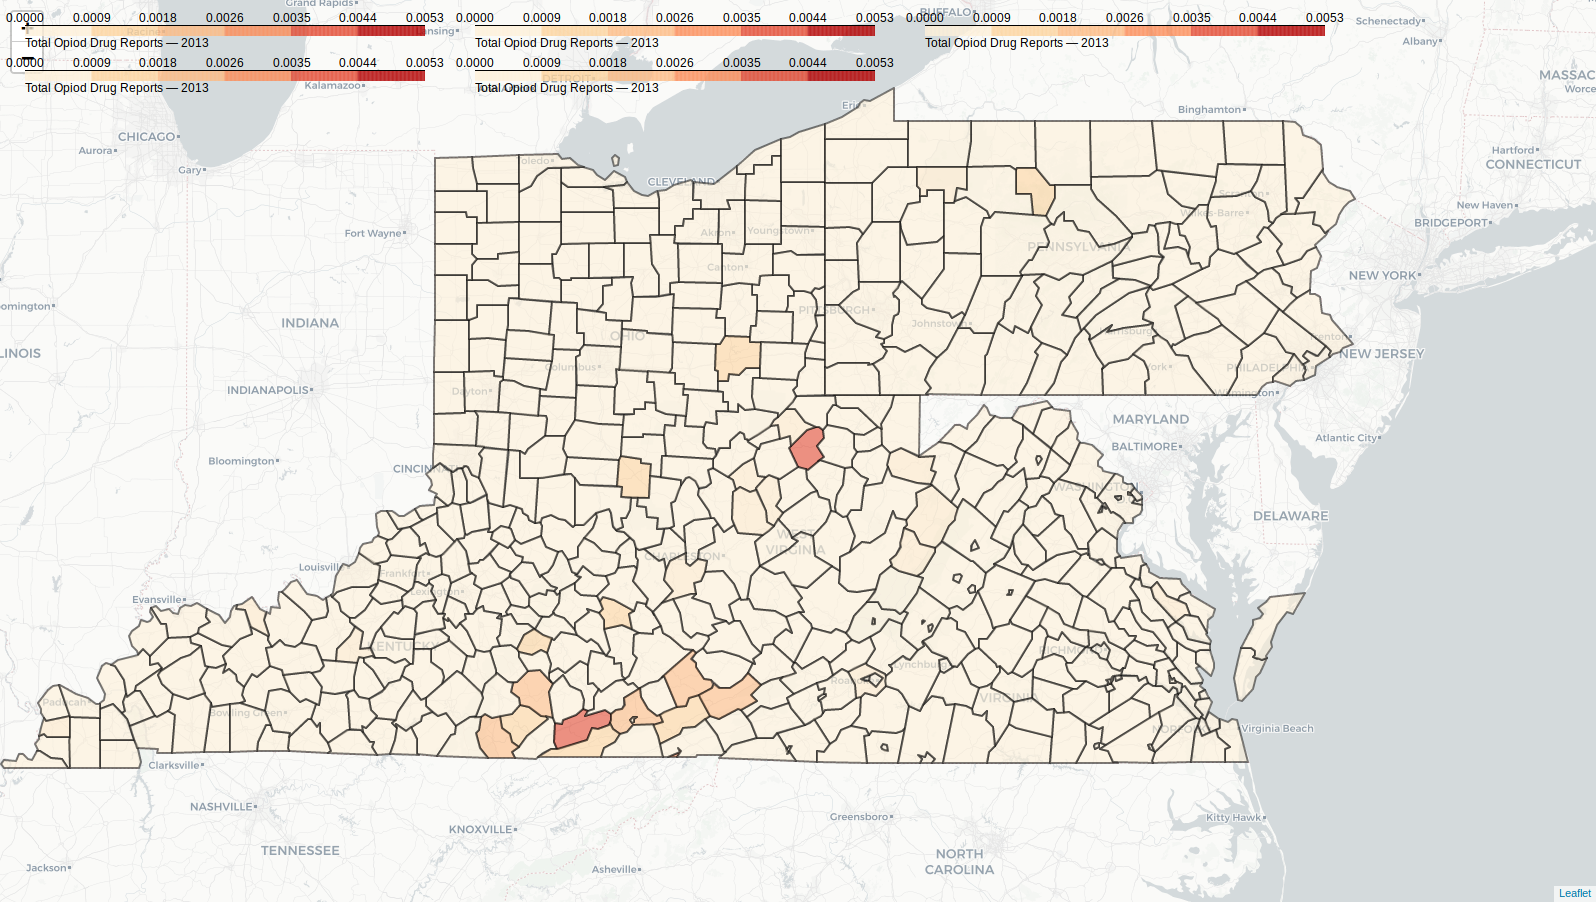 Grand Rapids
BUFFALO
0.0000 0.0009 0.0018 0.0026 0.0035 0.0044 0.0053
0.0000 0.0009 0.0018 0.0026 0.0035 0.0044 0.0053
0.0000 0.0009 0.0018 0.0026 0.0035 0.0044 0.0053
Schenectady
nsing
Total Opiod Drug Reports — 2013
Total Opiod Drug Reports — 2013
Total Opiod Drug Reports — 2013
Albany
0.0000 0.0009 0.0018 0.0026 0.0035 0.0044 0.0053
0.0000 0.0009 0.0018 0.0026 0.0035 0.0044 0.0053
DETROIT
MASSAC
Kalamazoo
Total Opiod Drug Reports — 2013
Total Opiod Drug Reports — 2013
Worce
Erie
Binghamton
CHICAGO
Aurora
Hartford
CONNECTICUT
Toledo
Gary
CLEVELAND
Scranton
New Haven
Wilkes-Barre
BRIDGEPORT
Fort Wayne
Akron
Youngstown
PENNSYLVANIA
Canton
NEW YORK
omington
PITTSBURGH
INDIANA
Johnstown
Harrisburg
OHIO
Trenton
LINOIS
NEW JERSEY
Columbus
York
PHILADELPHIA
INDIANAPOLIS
Dayton
Wilmington
MARYLAND
Atlantic City
BALTIMORE
Bloomington
CINCINNATI
WASHINGTON
DELAWARE
WEST
VIRGINIA
CHARLESTON
Louisville
Frankfort
Lexington
Evansville
KENTUCKY
RICHMOND
Lynchburg
Roanoke
VIRGINIA
Paducah
Bowling Green
NORFOLK
Virginia Beach
Clarksville
NASHVILLE
Greensboro
Kitty Hawk
KNOXVILLE
TENNESSEE
NORTH
CAROLINA
Jackson
Asheville
Leaflet